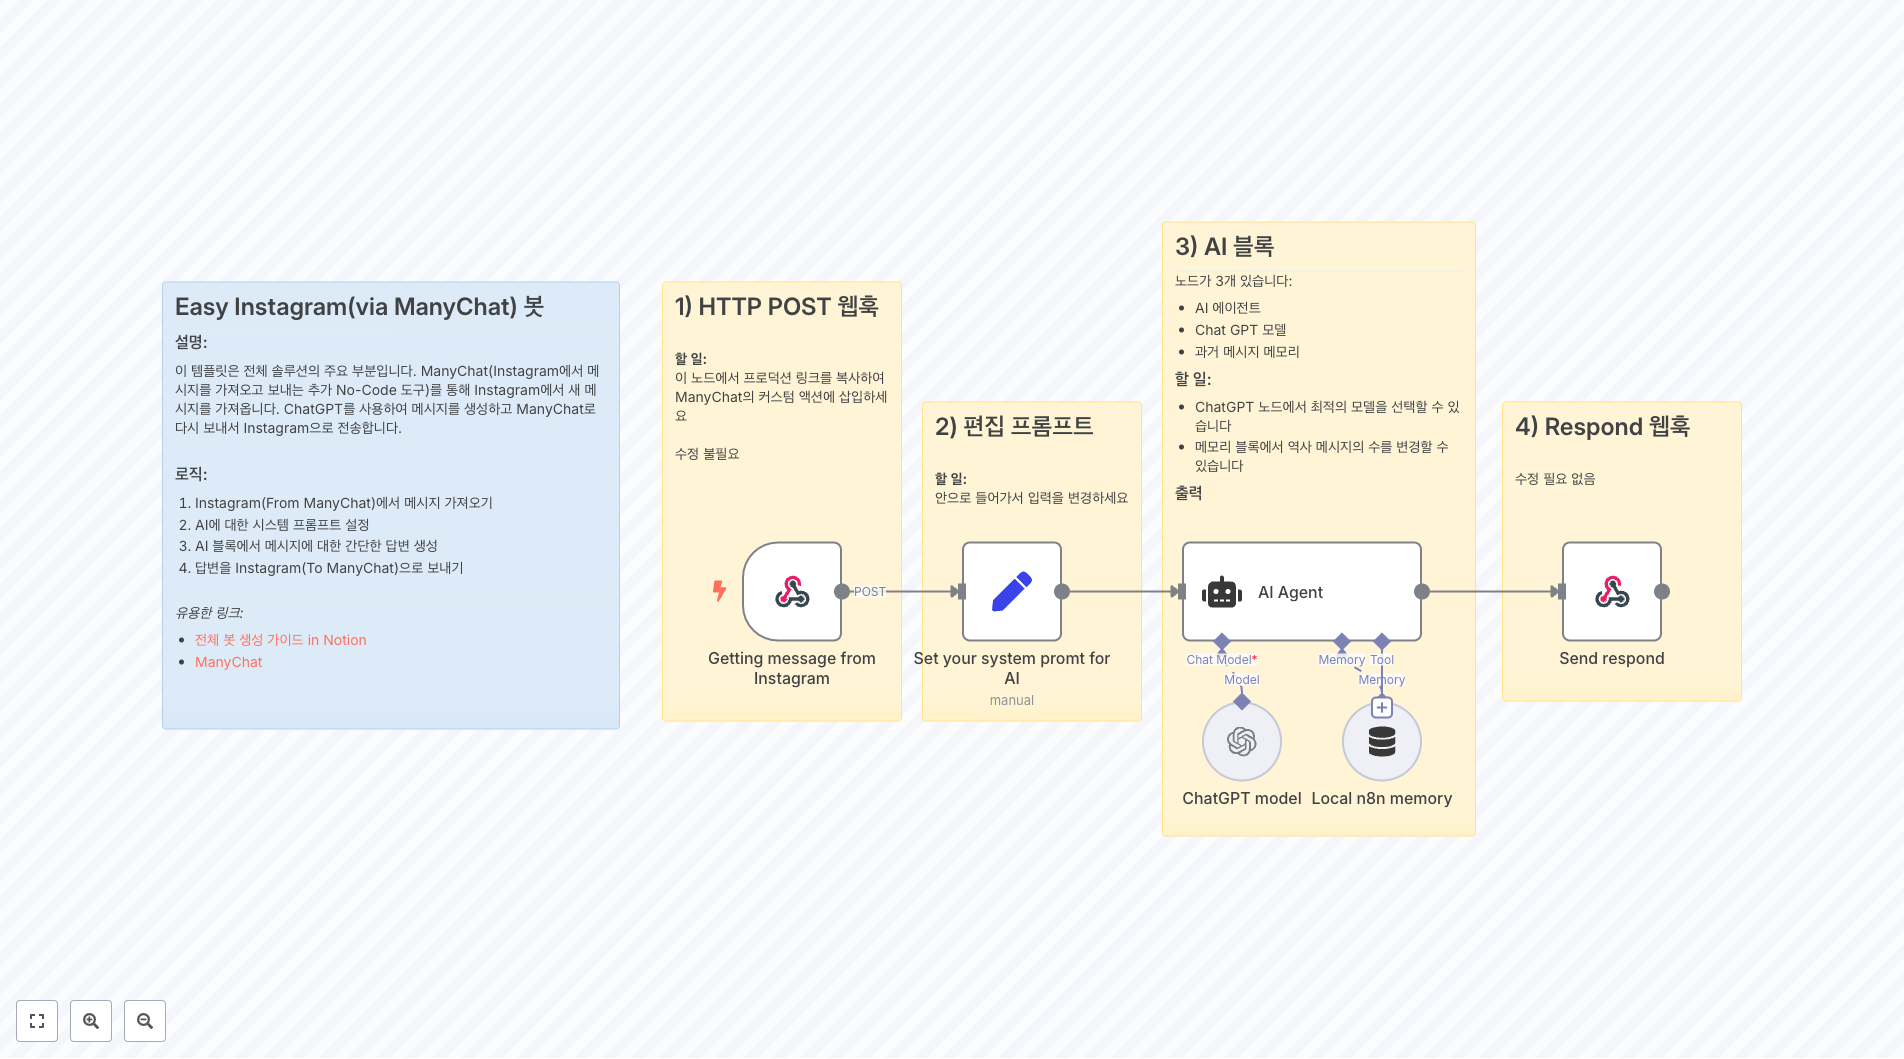 Easy Instagram(via ManyChat) 봇
설명:
이 템플릿은 전체 솔루션의 주요 부분입니다. ManyChat(Instagram에서 메
시지를 가져오고 보내는 추가 No-Code 도구)를 통해 Instagram에서 새 메
시지를 가져옵니다. ChatGPT를 사용하여 메시지를 생성하고 ManyChat로
다시 보내서 Instagram으로 전송합니다.
로직:
1. Instagram(From ManyChat)에서 메시지 가져오기
2. AI에 대한 시스템 프롬프트 설정
3. AI 블록에서 메시지에 대한 간단한 답변 생성
4. 답변을 Instagram(To ManyChat)으로 보내기
유용한 링크:
• 전체 봇 생성 가이드 in Notion
• ManyChat
1) HTTP POST 웹훅
할 일:
이 노드에서 프로덕션 링크를 복사하여
ManyChat의 커스텀 액션에 삽입하세
요
수정 불필요
POST
Getting message from
Instagram
2) 편집 프롬프트
할 일:
안으로 들어가서 입력을 변경하세요
Set your system promt for
AI
manual
3) AI 블록
노드가 3개 있습니다:
• AI 에이전트
• Chat GPT 모델
• 과거 메시지 메모리
할 일:
• ChatGPT 노드에서 최적의 모델을 선택할 수 있
습니다
• 메모리 블록에서 역사 메시지의 수를 변경할 수
있습니다
출력
AI Agent
Chat Model*
Memory
Tool
Model
Memory
ChatGPT model
Local n8n memory
4) Respond 웹훅
수정 필요 없음
Send respond